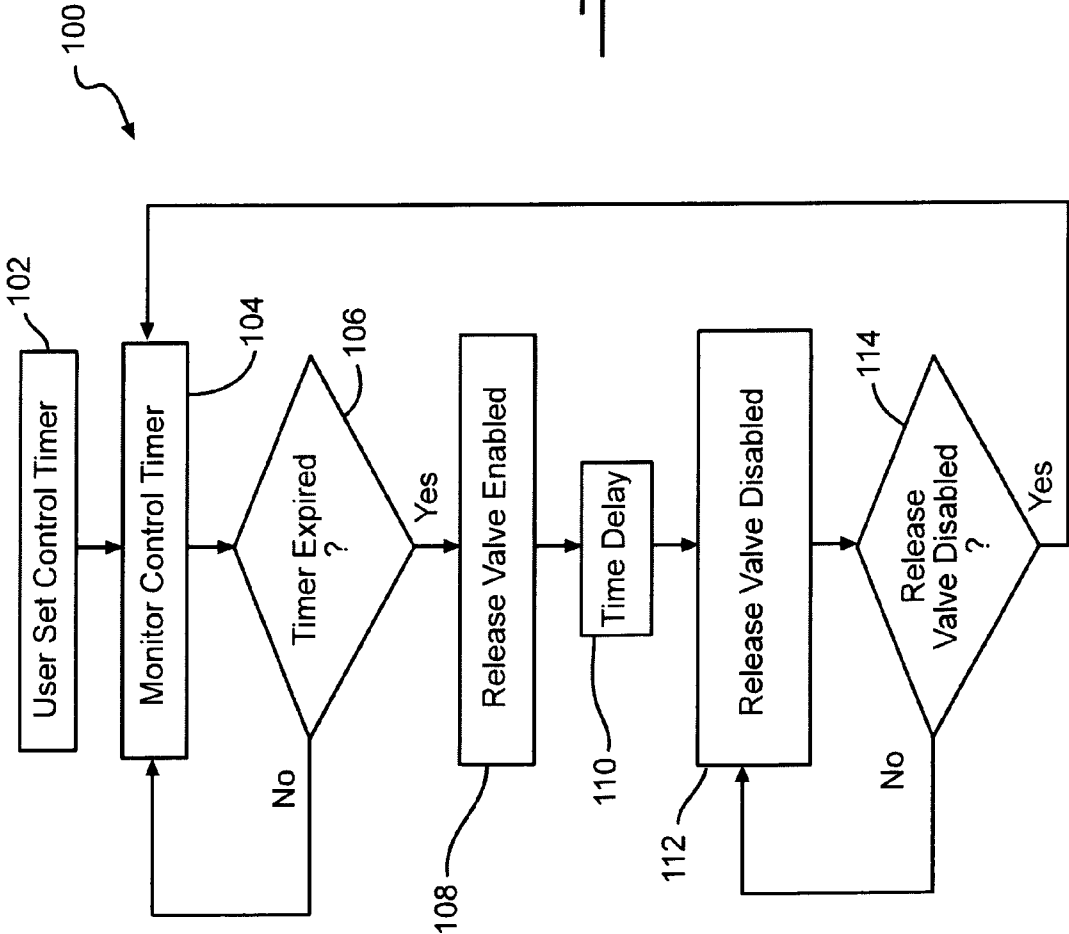 100
User Set Control Timer
102
Monitor Control Timer
104
Timer Expired
?
106
No
Yes
Release Valve Enabled
108
Time Delay
110
Release Valve Disabled
112
Release
Valve Disabled
?
114
No
Yes